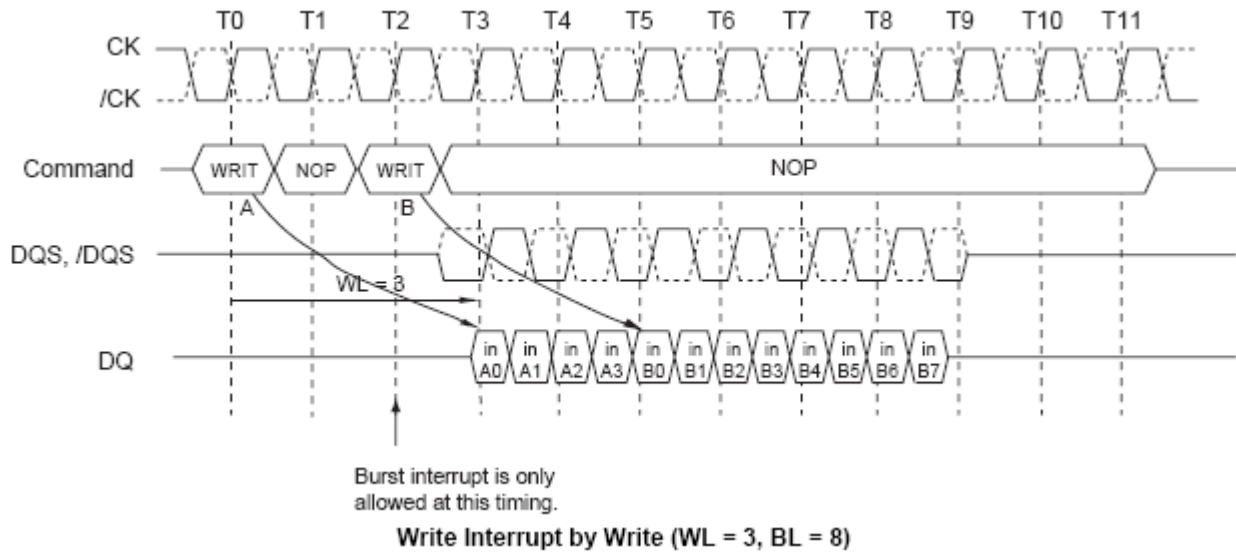 T0 T1 T2 T3 T4 T5 T6 T7 T8 T9 T10 T11
CK
/CK
Command WRIT NOP WRIT NOP
A B
DQS, /DQS
WL = 3
DQ in A0 in A1 in A2 in A3 in B0 in B1 in B2 in B3 in B4 in B5 in B6 in B7
Burst interrupt is only
allowed at this timing.
Write Interrupt by Write (WL = 3, BL = 8)